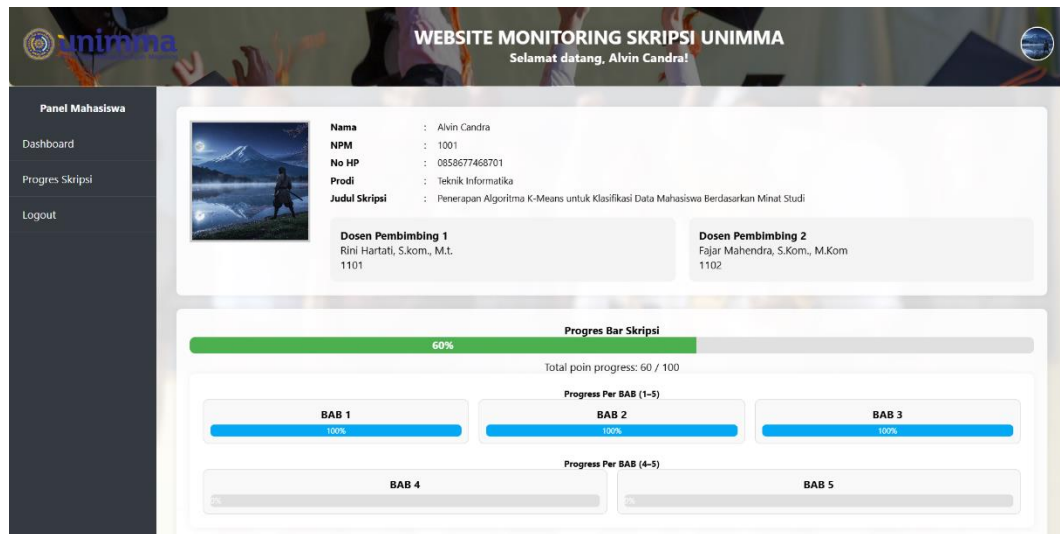 unimma
WEBSITE MONITORING SKRIPSI UNIMMA
Selamat datang, Alvin Candra!
Panel Mahasiswa
Dashboard
Progres Skripsi
Logout
Nama : Alvin Candra
NPM : 1001
No HP : 0858677468701
Prodi : Teknik Informatika
Judul Skripsi : Penerapan Algoritma K-Means untuk Klasifikasi Data Mahasiswa Berdasarkan Minat Studi
Dosen Pembimbing 1
Rini Hartati, S.kom., M.t.
1101
Dosen Pembimbing 2
Fajar Mahendra, S.Kom., M.Kom
1102
Progres Bar Skripsi
60%
Total poin progress: 60 / 100
Progress Per BAB (1–5)
BAB 1
100%
BAB 2
100%
BAB 3
100%
Progress Per BAB (4–5)
BAB 4
BAB 5